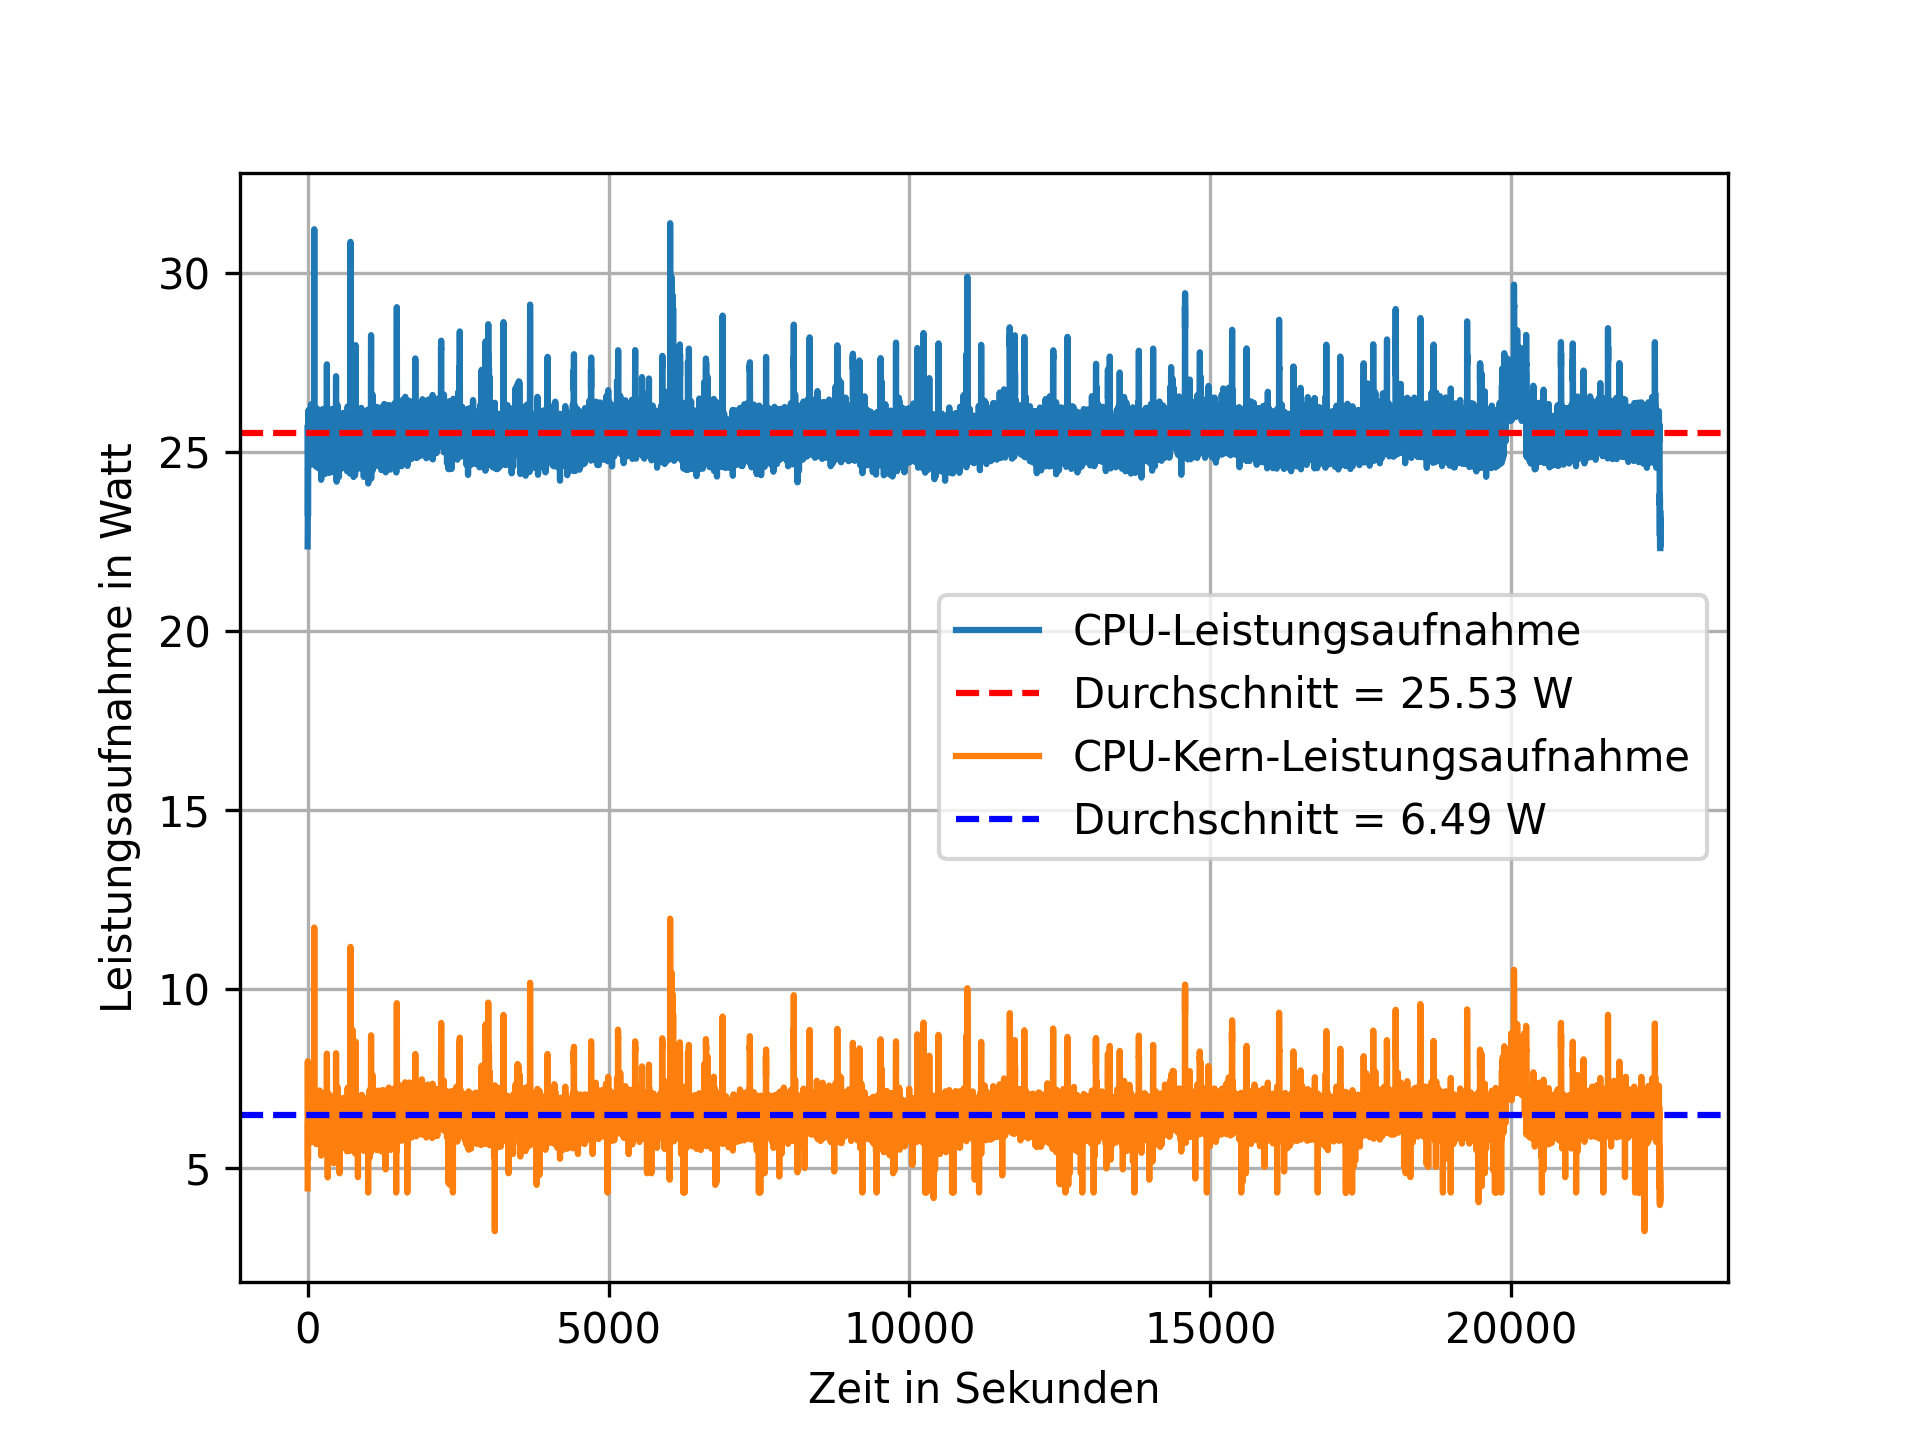 30
25
20
15
10
5
Leistungsaufnahme in Watt
CPU-Leistungsaufnahme
Durchschnitt = 25.53 W
CPU-Kern-Leistungsaufnahme
Durchschnitt = 6.49 W
0 5000 10000 15000 20000
Zeit in Sekunden